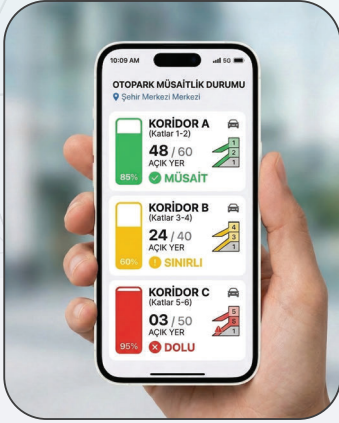 10:09 AM
5G
OTOPARK MÜSAİTLİK DURUMU
Şehir Merkezi Merkezi
KORİDOR A
(Katlar 1-2)
48 / 60
AÇIK YER
MÜSAİT
85%
1
2
1
KORİDOR B
(Katlar 3-4)
24 / 40
AÇIK YER
SINIRLI
60%
4
3
1
KORİDOR C
(Katlar 5-6)
03 / 50
AÇIK YER
DOLU
95%
5
6
1